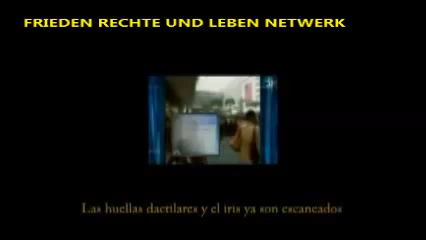 FRIEDEN RECHTE UND LEBEN NETWERK
Las huellas dactilares y el iris ya son escaneados